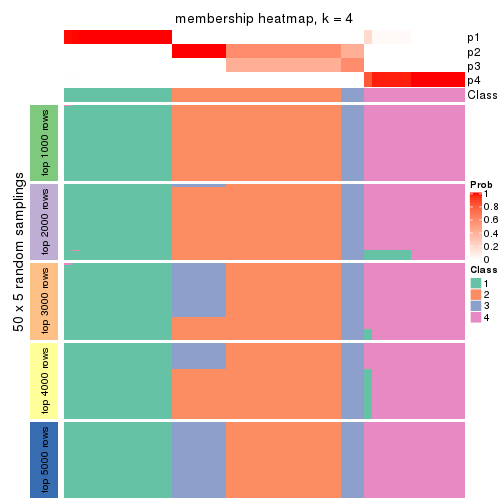 membership heatmap, k = 4
p1
p2
p3
p4
Class
50 x 5 random samplings
top 1000 rows
top 2000 rows
top 3000 rows
top 4000 rows
top 5000 rows
Prob
1
0.8
0.6
0.4
0.2
0
Class
1
2
3
4